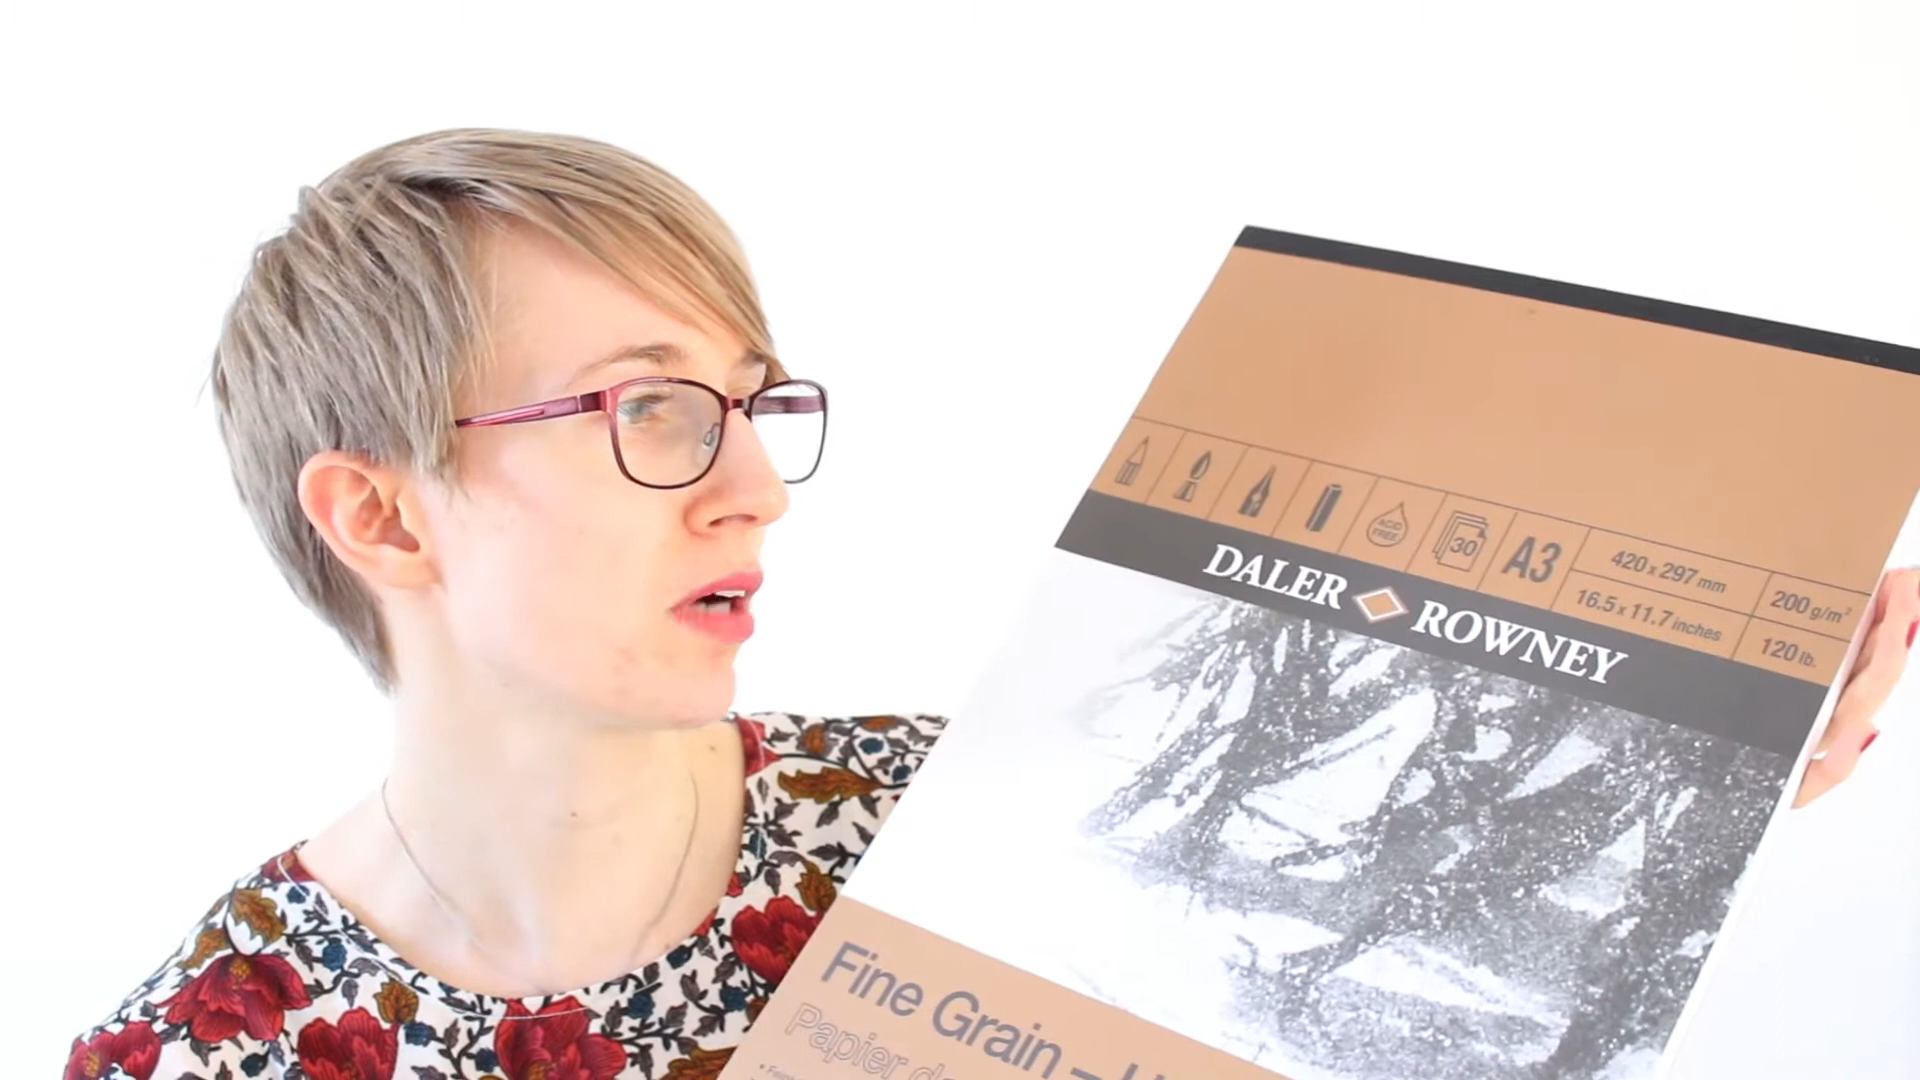 ACID
FREE
30
A3
420 x 297 mm
16.5 x 11.7 inches
200 g/m²
120 lb.
DALER ROWNEY
Fine Grain –
Papier